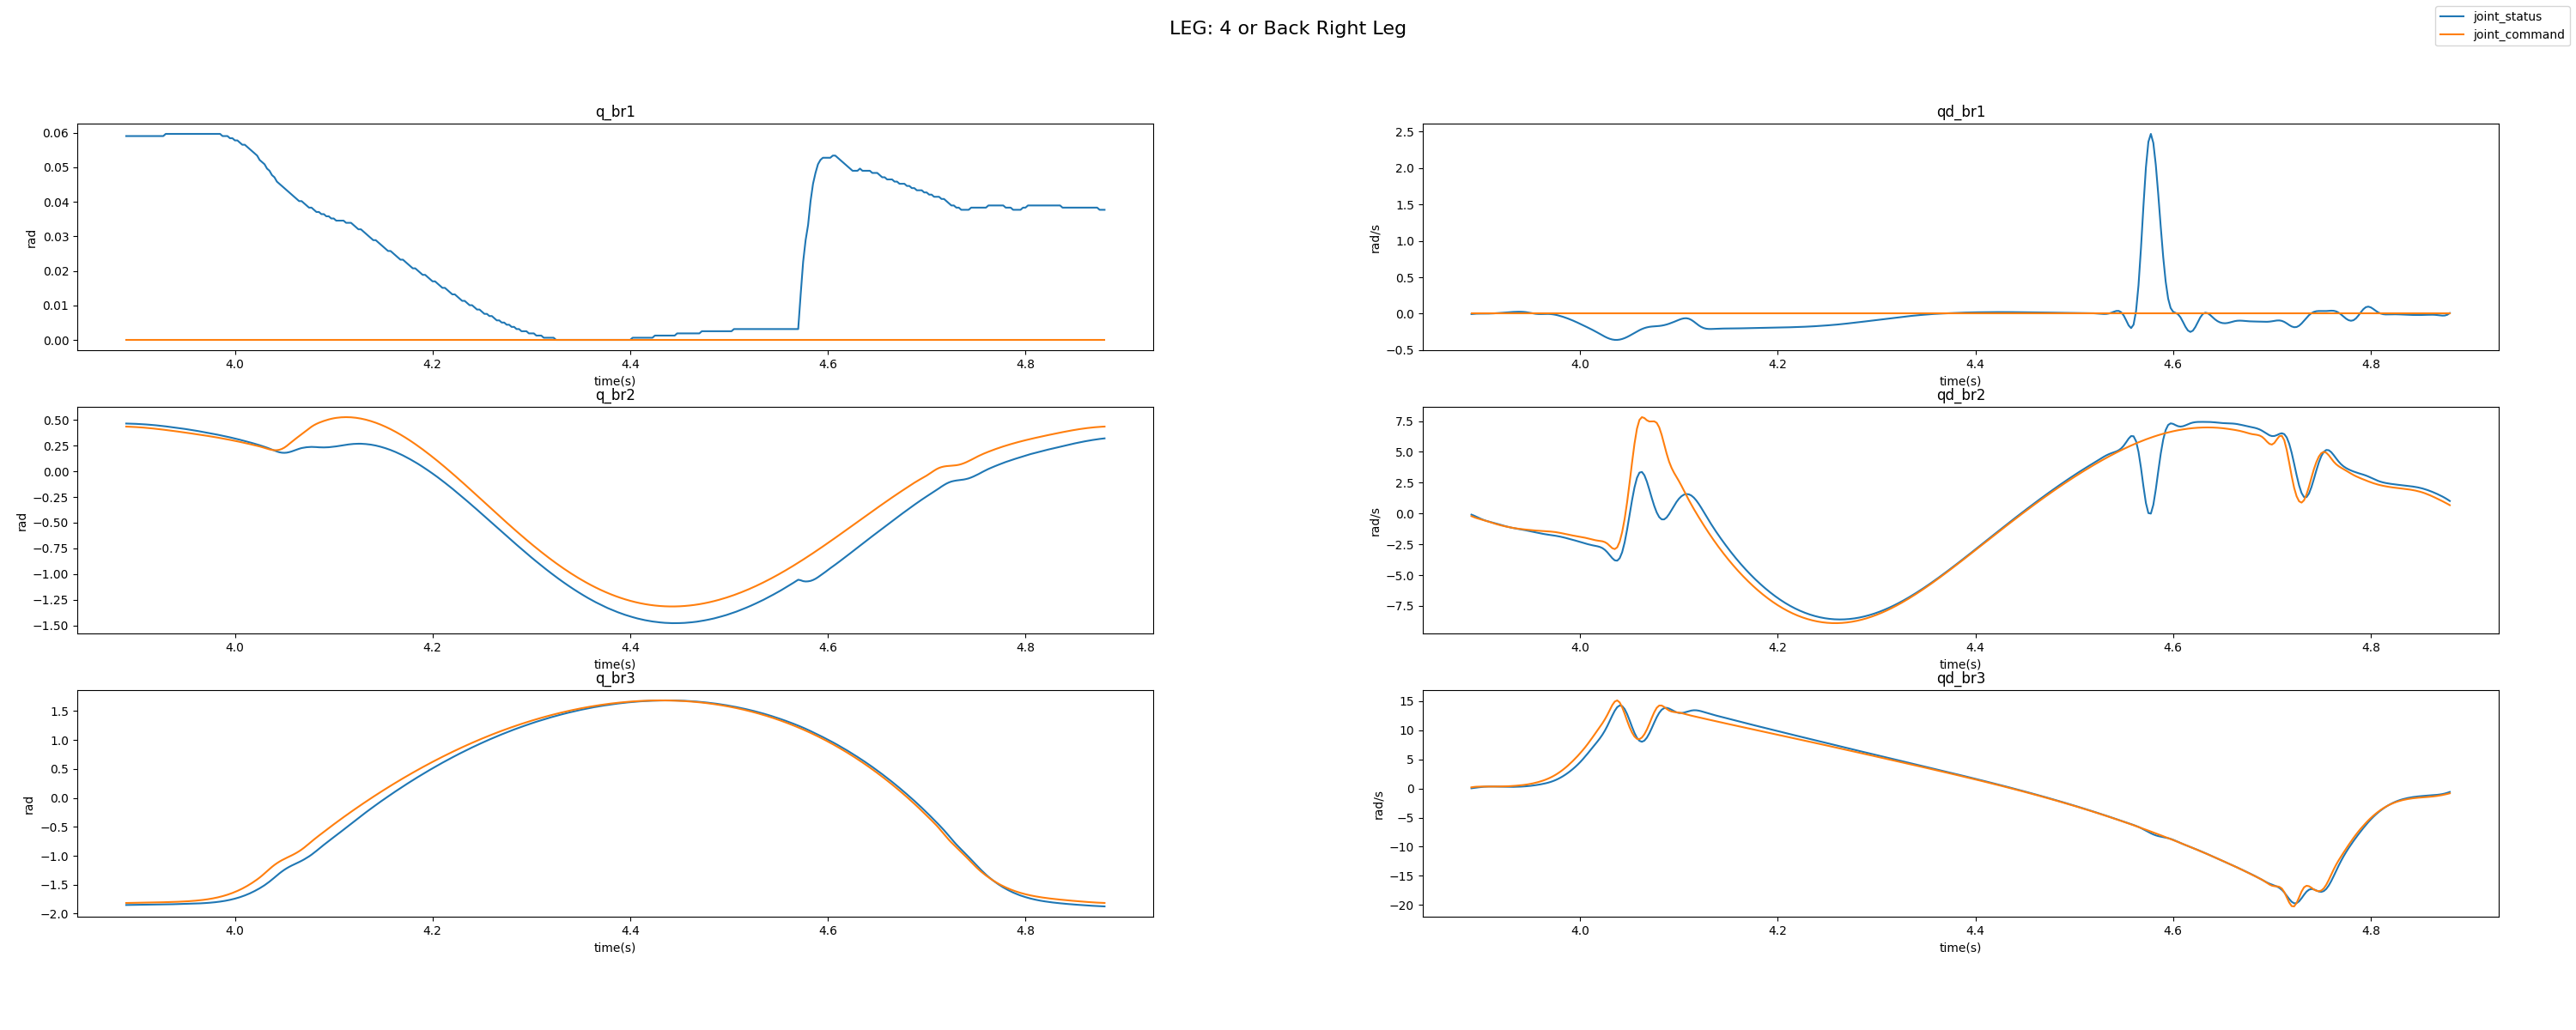 LEG: 4 or Back Right Leg
joint_status
joint_command
q_br1
rad
0.06
0.05
0.04
0.03
0.02
0.01
0.00
4.0 4.2 4.4 4.6 4.8
time(s)
qd_br1
rad/s
2.5
2.0
1.5
1.0
0.5
0.0
−0.5
4.0 4.2 4.4 4.6 4.8
time(s)
q_br2
rad
0.50
0.25
0.00
−0.25
−0.50
−0.75
−1.00
−1.25
−1.50
4.0 4.2 4.4 4.6 4.8
time(s)
qd_br2
rad/s
7.5
5.0
2.5
0.0
−2.5
−5.0
−7.5
4.0 4.2 4.4 4.6 4.8
time(s)
q_br3
rad
1.5
1.0
0.5
0.0
−0.5
−1.0
−1.5
−2.0
4.0 4.2 4.4 4.6 4.8
time(s)
qd_br3
rad/s
15
10
5
0
−5
−10
−15
−20
4.0 4.2 4.4 4.6 4.8
time(s)